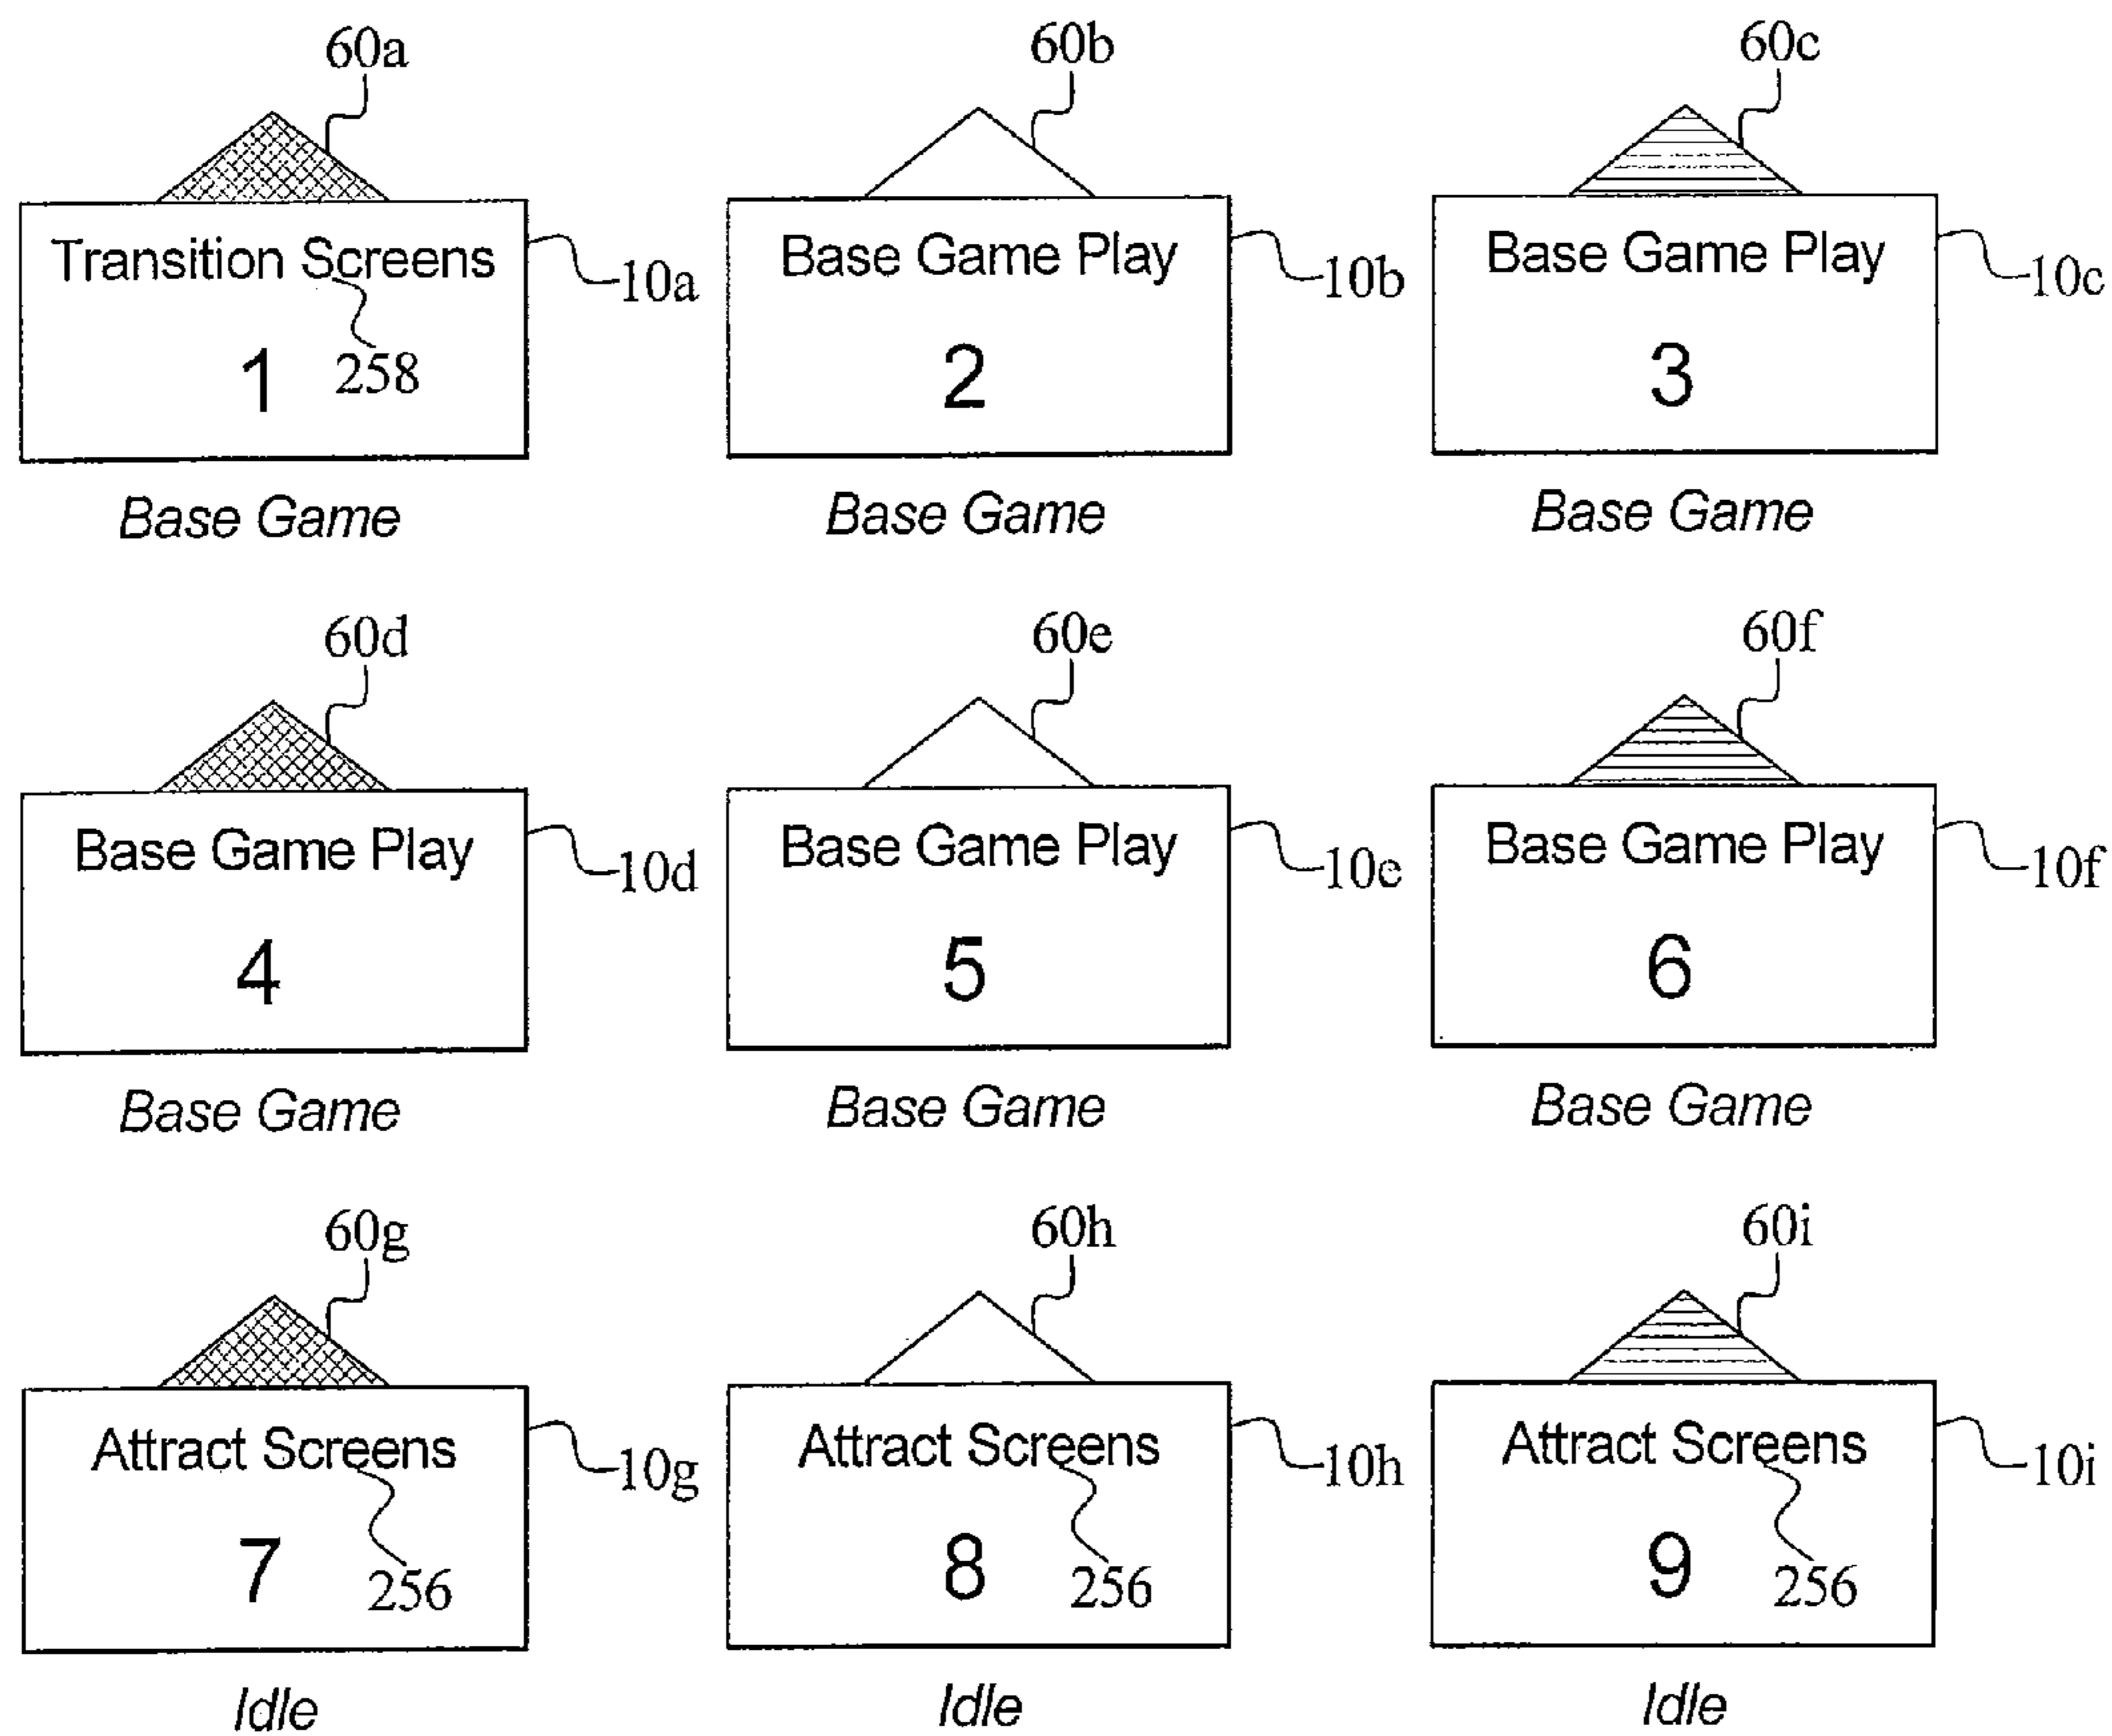 60a 60b 60c
Transition Screens 10a Base Game Play 10b Base Game Play 10c
1 258 2 3
Base Game Base Game Base Game
60d 60e 60f
Base Game Play 10d Base Game Play 10e Base Game Play 10f
4 5 6
Base Game Base Game Base Game
60g 60h 60i
Attract Screens 10g Attract Screens 10h Attract Screens 10i
7 256 8 256 9 256
Idle Idle Idle